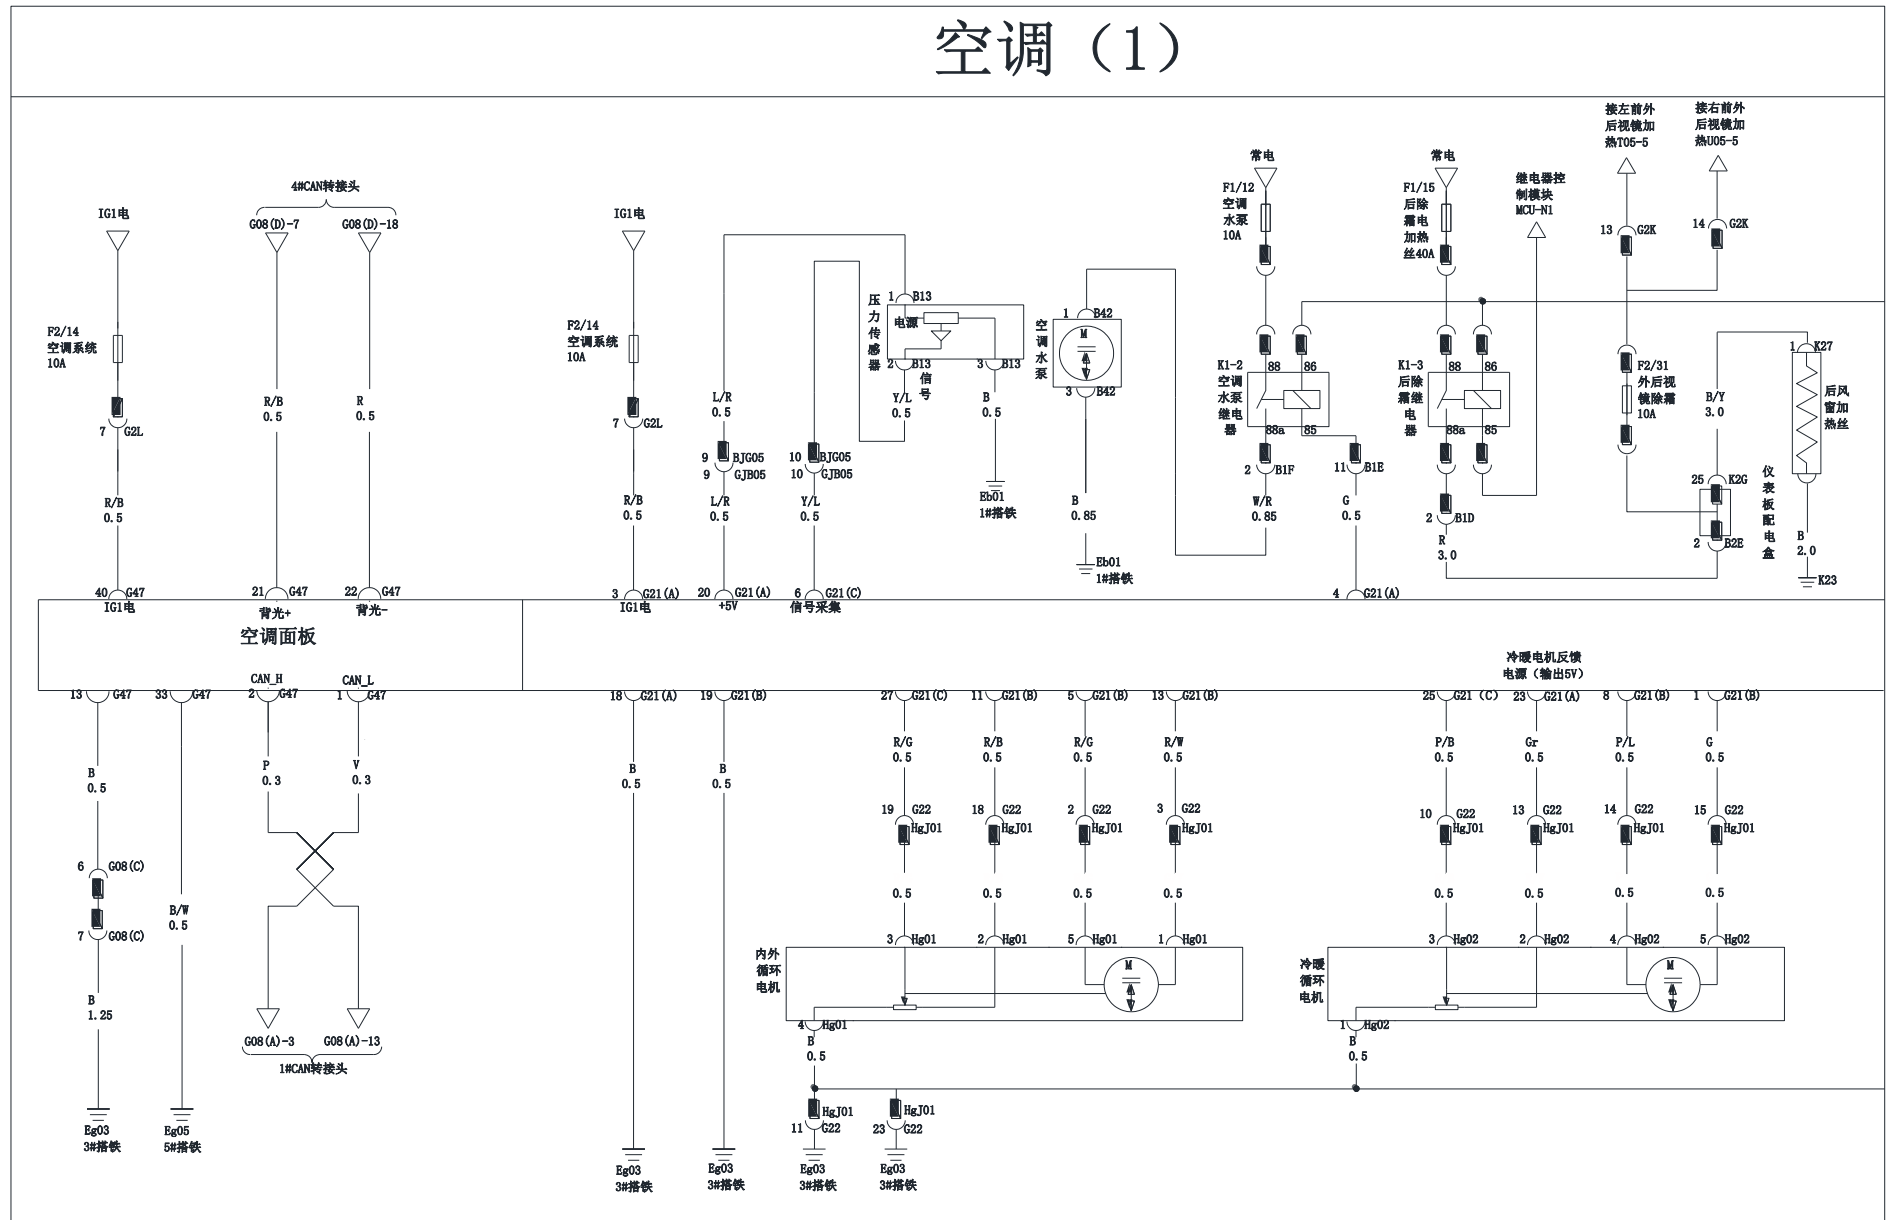 空调（1）
接左前外
后视镜加
热T05-5
接右前外
后视镜加
热U05-5
常电
常电
继电器控
制模块
MCU-N1
4#CAN转接头
IG1电
G08(D)-7
G08(D)-18
IG1电
F1/12
空调
水泵
10A
F1/15
后除
霜电
加热
丝40A
13
G2K
14
G2K
F2/14
空调系统
10A
F2/14
空调系统
10A
压
力
传
感
器
1
B13
电源
2
B13
信
号
3
B13
空
调
水
泵
1
B42
M
3
B42
K1-2
空调
水泵
继电
器
88
86
88a
85
K1-3
后除
霜继
电
器
88
86
88a
85
F2/31
外后视
镜除霜
10A
1
K27
后风
窗加
热丝
R/B
0.5
R
0.5
L/R
0.5
Y/L
0.5
B
0.5
B/Y
3.0
7
G2L
7
G2L
9
BJG05
9
GJB05
10
BJG05
10
GJB05
2
B1F
11
B1E
25
K2G
仪
表
板
配
电
盒
2
B2E
R/B
0.5
R/B
0.5
L/R
0.5
Y/L
0.5
Eb01
1#搭铁
B
0.85
W/R
0.85
G
0.5
2
B1D
R
3.0
B
2.0
Eb01
1#搭铁
K23
40
G47
IG1电
21
G47
背光+
22
G47
背光-
3
G21(A)
IG1电
20
G21(A)
+5V
6
G21(C)
信号采集
4
G21(A)
空调面板
冷暖电机反馈
电源（输出5V）
CAN_H
CAN_L
13
G47
33
G47
2
G47
1
G47
18
G21(A)
19
G21(B)
27
G21(C)
11
G21(B)
5
G21(B)
13
G21(B)
25
G21 (C)
23
G21(A)
8
G21(B)
1
G21(B)
B
0.5
P
0.3
V
0.3
B
0.5
B
0.5
R/G
0.5
R/B
0.5
R/G
0.5
R/W
0.5
P/B
0.5
Gr
0.5
P/L
0.5
G
0.5
19
G22
HgJ01
18
G22
HgJ01
2
G22
HgJ01
3
G22
HgJ01
10
G22
HgJ01
13
G22
HgJ01
14
G22
HgJ01
15
G22
HgJ01
6
G08(C)
7
G08(C)
B/W
0.5
0.5
0.5
0.5
0.5
0.5
0.5
0.5
0.5
3
Hg01
2
Hg01
5
Hg01
1
Hg01
3
Hg02
2
Hg02
4
Hg02
5
Hg02
内外
循环
电机
M
冷暖
循环
电机
M
B
1.25
4
Hg01
1
Hg02
B
0.5
B
0.5
G08(A)-3
G08(A)-13
1#CAN转接头
HgJ01
11
G22
HgJ01
23
G22
Eg03
3#搭铁
Eg05
5#搭铁
Eg03
3#搭铁
Eg03
3#搭铁
Eg03
3#搭铁
Eg03
3#搭铁